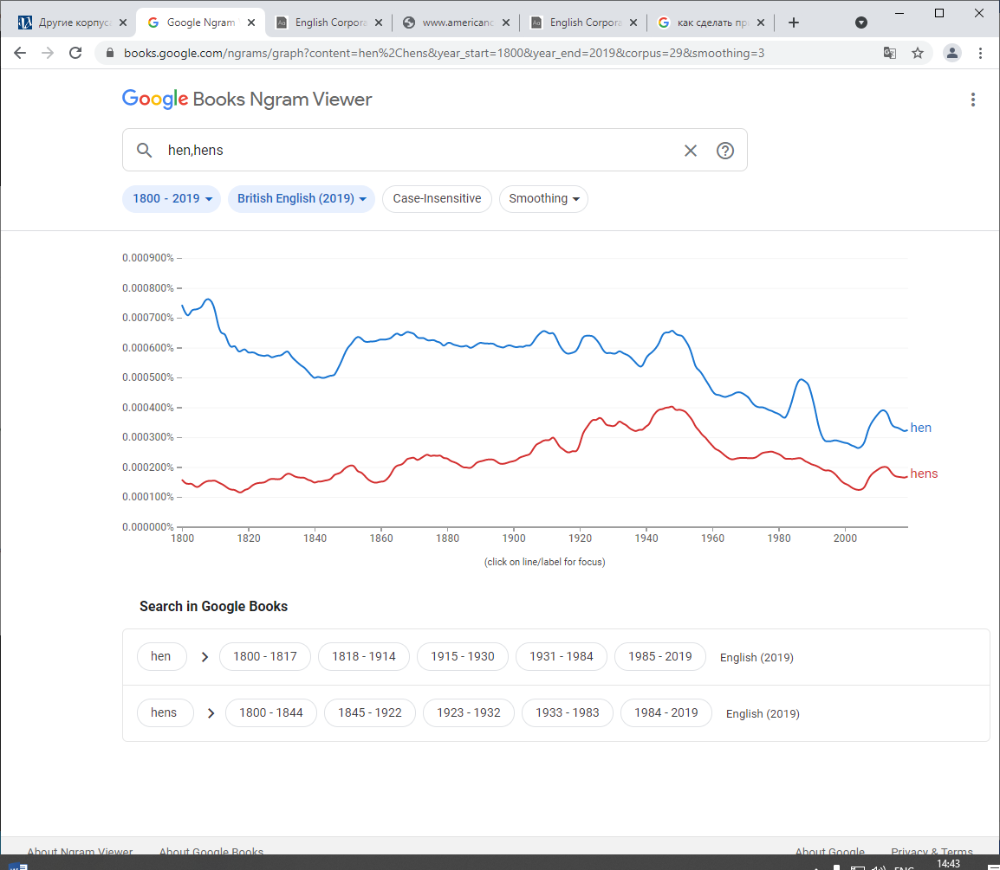 Другие корпус Google Ngram English Corpora www.americanc English Corpora как сделать пр
books.google.com/ngrams/graph?content=hen%2Chens&year_start=1800&year_end=2019&corpus=29&smoothing=3
Google Books Ngram Viewer
hen,hens
1800 - 2019 British English (2019) Case-Insensitive Smoothing
0.000900%
0.000800%
0.000700%
0.000600%
0.000500%
0.000400%
hen
0.000300%
0.000200%
hens
0.000100%
0.000000%
1800 1820 1840 1860 1880 1900 1920 1940 1960 1980 2000
(click on line/label for focus)
Search in Google Books
hen 1800 - 1817 1818 - 1914 1915 - 1930 1931 - 1984 1985 - 2019 English (2019)
hens 1800 - 1844 1845 - 1922 1923 - 1932 1933 - 1983 1984 - 2019 English (2019)
About Ngram Viewer About Google Books About Google Privacy & Terms
ENG 14:43